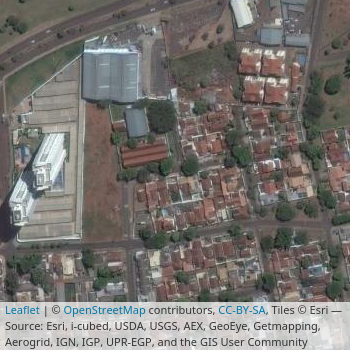 Leaflet | © OpenStreetMap contributors, CC-BY-SA, Tiles © Esri —
Source: Esri, i-cubed, USDA, USGS, AEX, GeoEye, Getmapping,
Aerogrid, IGN, IGP, UPR-EGP, and the GIS User Community